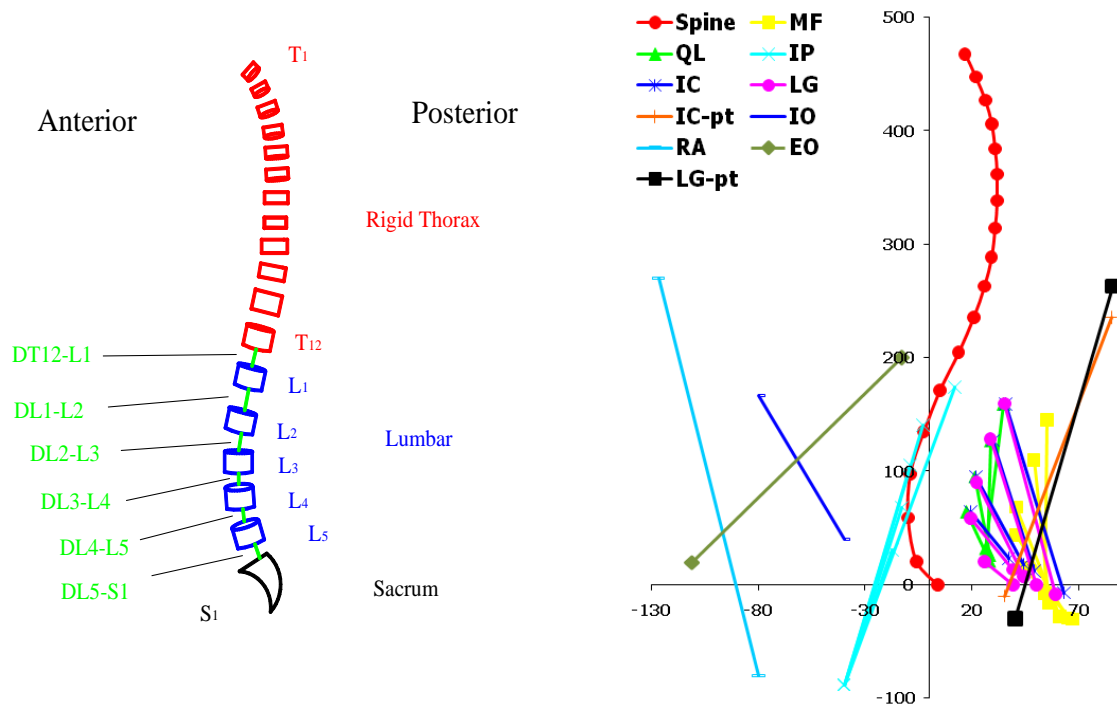 T1
Anterior
Posterior
Rigid Thorax
T12
DT12-L1
L1
DL1-L2
L2
Lumbar
DL2-L3
L3
DL3-L4
L4
L5
DL4-L5
DL5-S1
Sacrum
S1
Spine
MF
QL
IP
IC
LG
IC-pt
IO
RA
EO
LG-pt
500
400
300
200
100
0
-100
-130
-80
-30
20
70